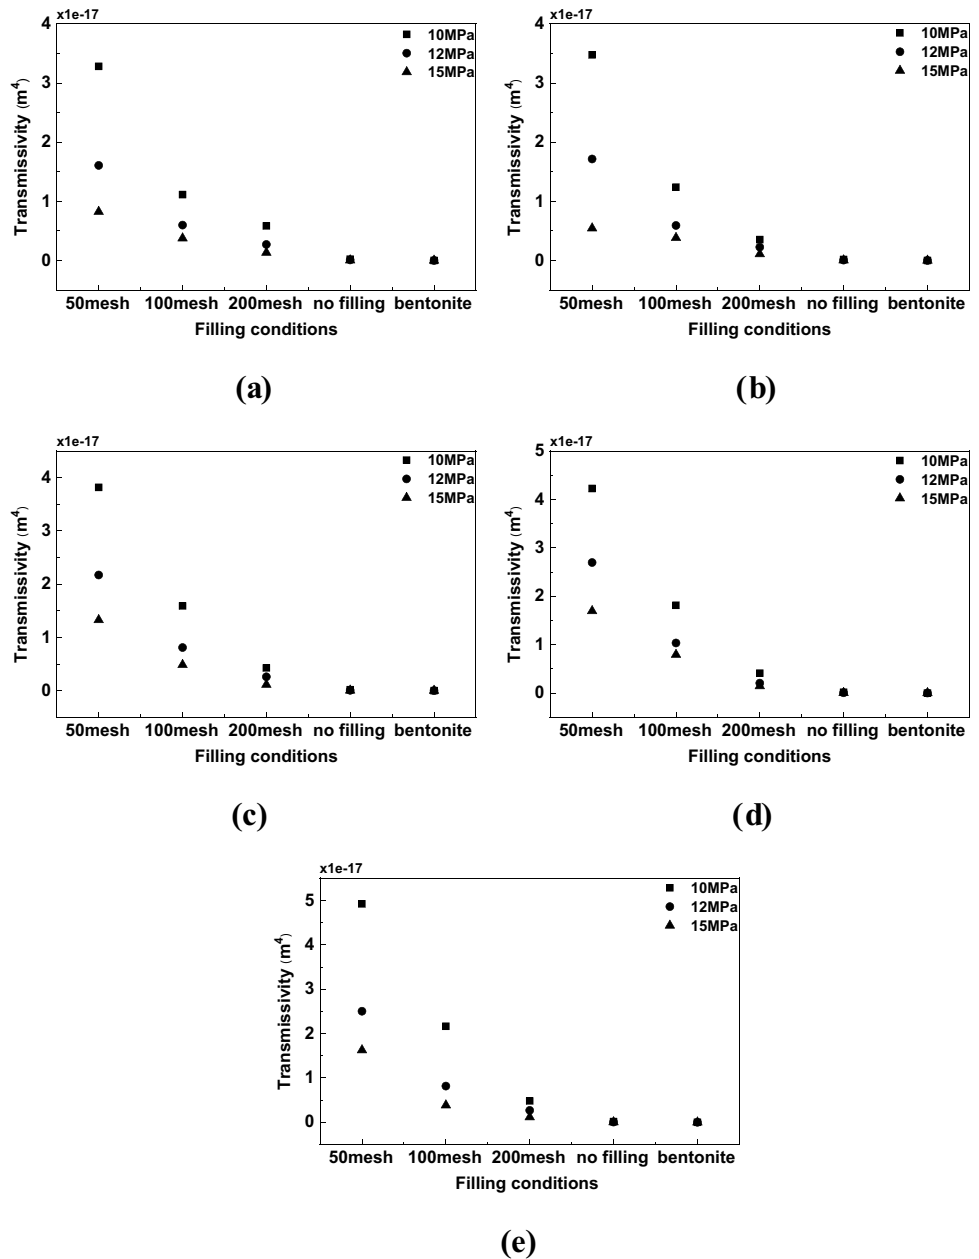 x1e-17
4
3
2
1
0
Transmissivity (m⁴)
10MPa
12MPa
15MPa
50mesh 100mesh 200mesh no filling bentonite
Filling conditions
(a)
x1e-17
4
3
2
1
0
Transmissivity (m⁴)
10MPa
12MPa
15MPa
50mesh 100mesh 200mesh no filling bentonite
Filling conditions
(b)
x1e-17
4
3
2
1
0
Transmissivity (m⁴)
10MPa
12MPa
15MPa
50mesh 100mesh 200mesh no filling bentonite
Filling conditions
(c)
x1e-17
5
4
3
2
1
0
Transmissivity (m⁴)
10MPa
12MPa
15MPa
50mesh 100mesh 200mesh no filling bentonite
Filling conditions
(d)
x1e-17
5
4
3
2
1
0
Transmissivity (m⁴)
10MPa
12MPa
15MPa
50mesh 100mesh 200mesh no filling bentonite
Filling conditions
(e)